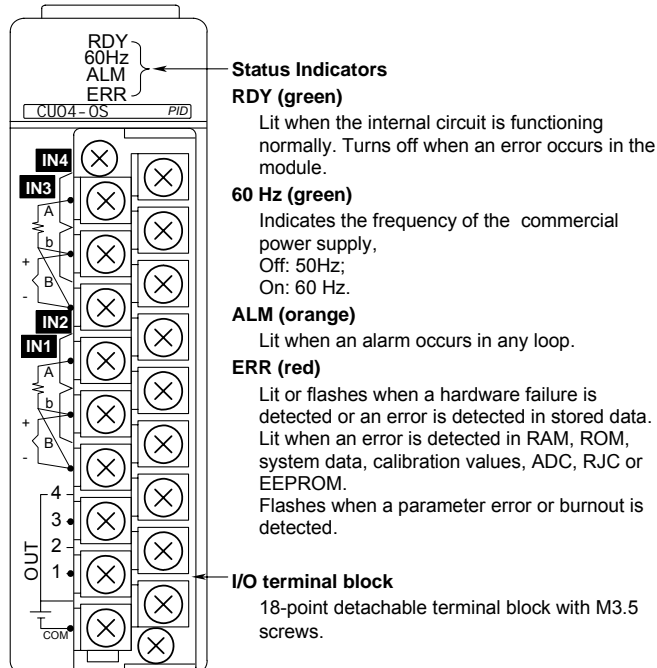 RDY
60Hz
ALM
ERR
CU04-0S PID
IN4
IN3
A
b
+
B
-
IN2
IN1
A
b
+
B
-
4
3
2
1
OUT
COM
Status Indicators
RDY (green)
Lit when the internal circuit is functioning
normally. Turns off when an error occurs in the
module.
60 Hz (green)
Indicates the frequency of the commercial
power supply,
Off: 50Hz;
On: 60 Hz.
ALM (orange)
Lit when an alarm occurs in any loop.
ERR (red)
Lit or flashes when a hardware failure is
detected or an error is detected in stored data.
Lit when an error is detected in RAM, ROM,
system data, calibration values, ADC, RJC or
EEPROM.
Flashes when a parameter error or burnout is
detected.
I/O terminal block
18-point detachable terminal block with M3.5
screws.